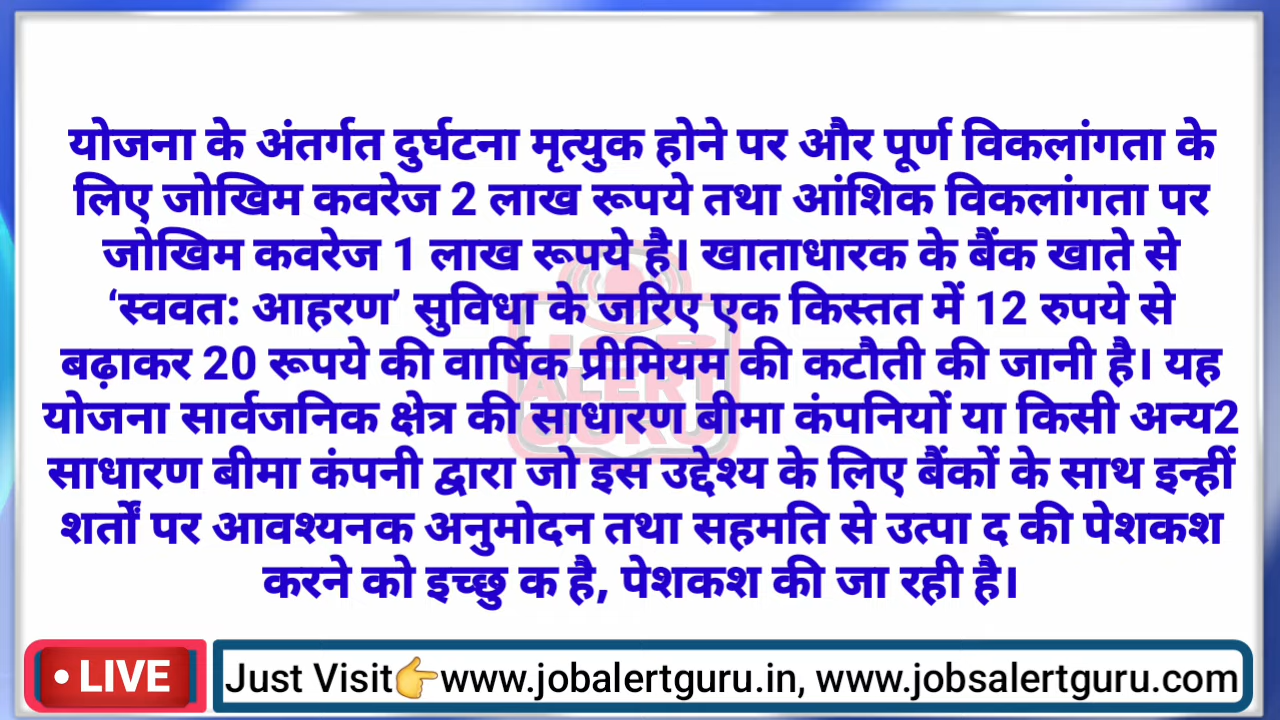 योजना के अंतर्गत दुर्घटना मृत्युक होने पर और पूर्ण विकलांगता के
लिए जोखिम कवरेज 2 लाख रूपये तथा आंशिक विकलांगता पर
जोखिम कवरेज 1 लाख रूपये है। खाताधारक के बैंक खाते से
‘स्ववत: आहरण’ सुविधा के जरिए एक किस्तत में 12 रुपये से
बढ़ाकर 20 रूपये की वार्षिक प्रीमियम की कटौती की जानी है। यह
योजना सार्वजनिक क्षेत्र की साधारण बीमा कंपनियों या किसी अन्य2
साधारण बीमा कंपनी द्वारा जो इस उद्देश्य के लिए बैंकों के साथ इन्हीं
शर्तों पर आवश्यनक अनुमोदन तथा सहमति से उत्पा द की पेशकश
करने को इच्छु क है, पेशकश की जा रही है।
JOB
ALERT
GURU
• LIVE
Just Visit👉www.jobalertguru.in, www.jobsalertguru.com